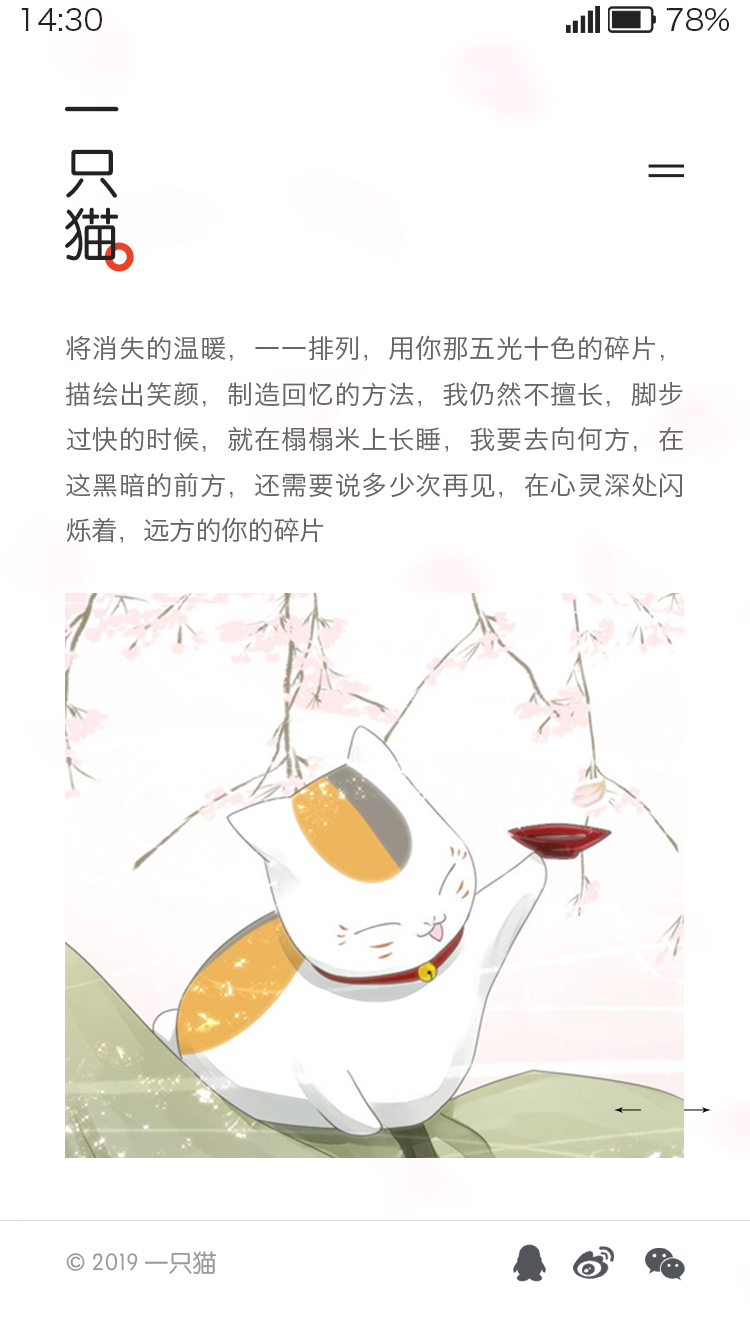 14:30
78%
一只猫
将消失的温暖，一一排列，用你那五光十色的碎片，
描绘出笑颜，制造回忆的方法，我仍然不擅长，脚步
过快的时候，就在榻榻米上长睡，我要去向何方，在
这黑暗的前方，还需要说多少次再见，在心灵深处闪
烁着，远方的你的碎片
© 2019 一只猫